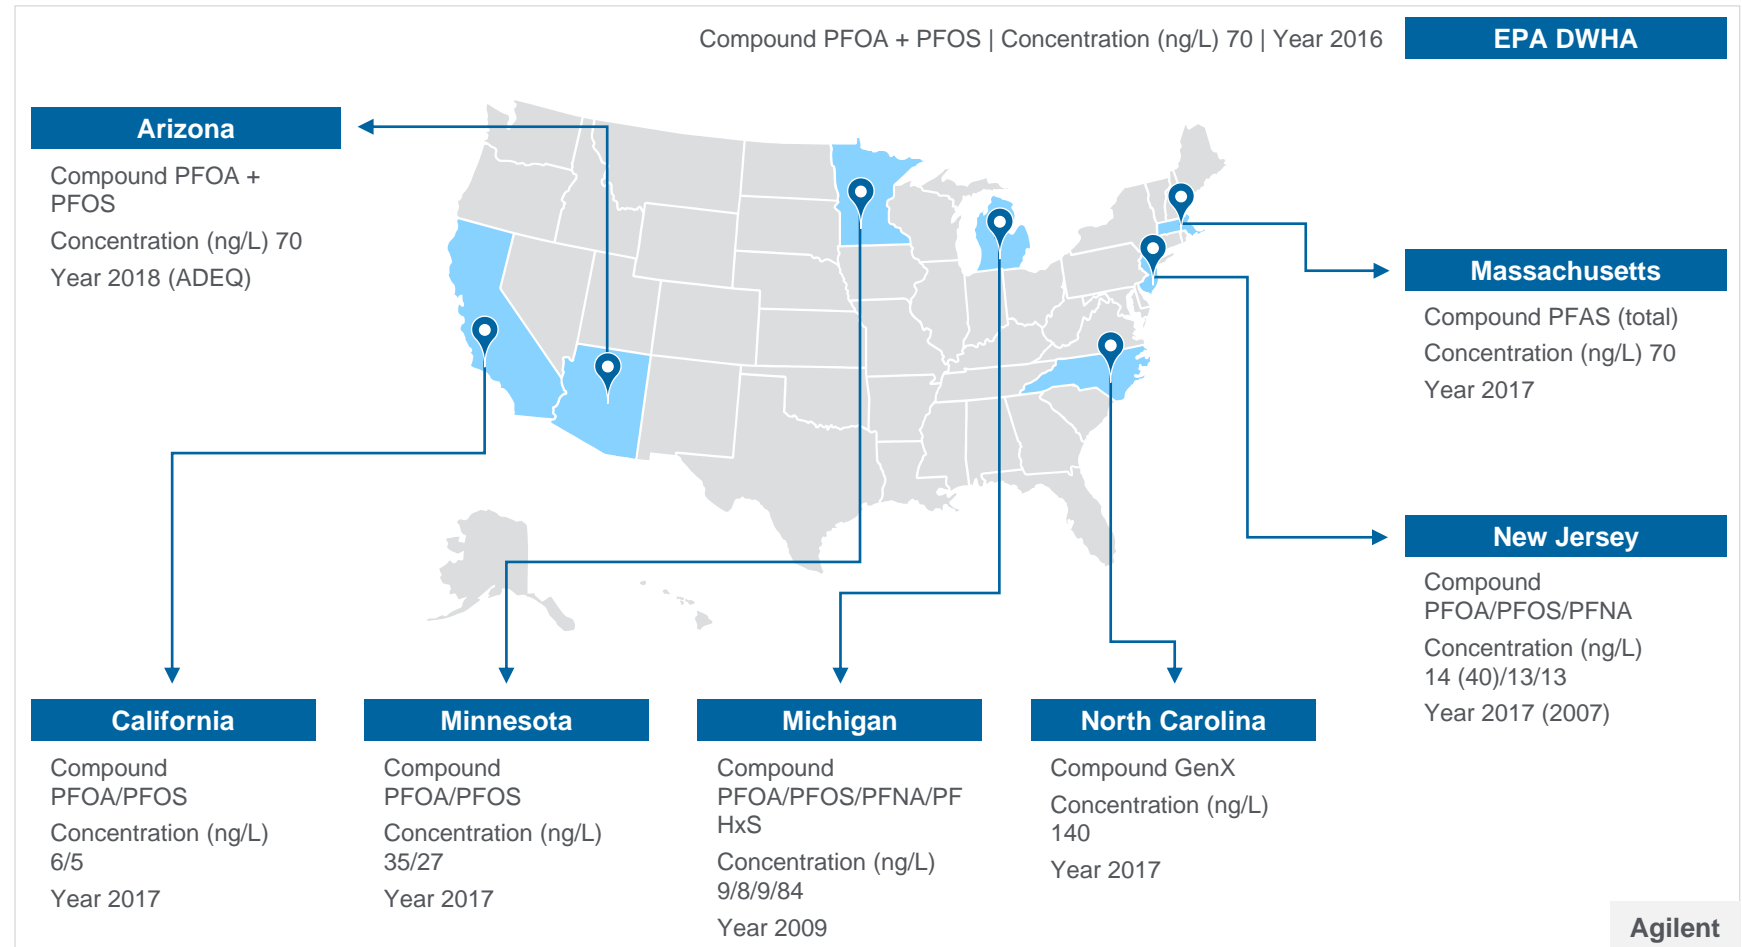 Compound PFOA + PFOS | Concentration (ng/L) 70 | Year 2016
EPA DWHA
Arizona
Compound PFOA +
PFOS
Concentration (ng/L) 70
Year 2018 (ADEQ)
Massachusetts
Compound PFAS (total)
Concentration (ng/L) 70
Year 2017
New Jersey
Compound
PFOA/PFOS/PFNA
Concentration (ng/L)
14 (40)/13/13
Year 2017 (2007)
California
Compound
PFOA/PFOS
Concentration (ng/L)
6/5
Year 2017
Minnesota
Compound
PFOA/PFOS
Concentration (ng/L)
35/27
Year 2017
Michigan
Compound
PFOA/PFOS/PFNA/PF
HxS
Concentration (ng/L)
9/8/9/84
Year 2009
North Carolina
Compound GenX
Concentration (ng/L)
140
Year 2017
Agilent